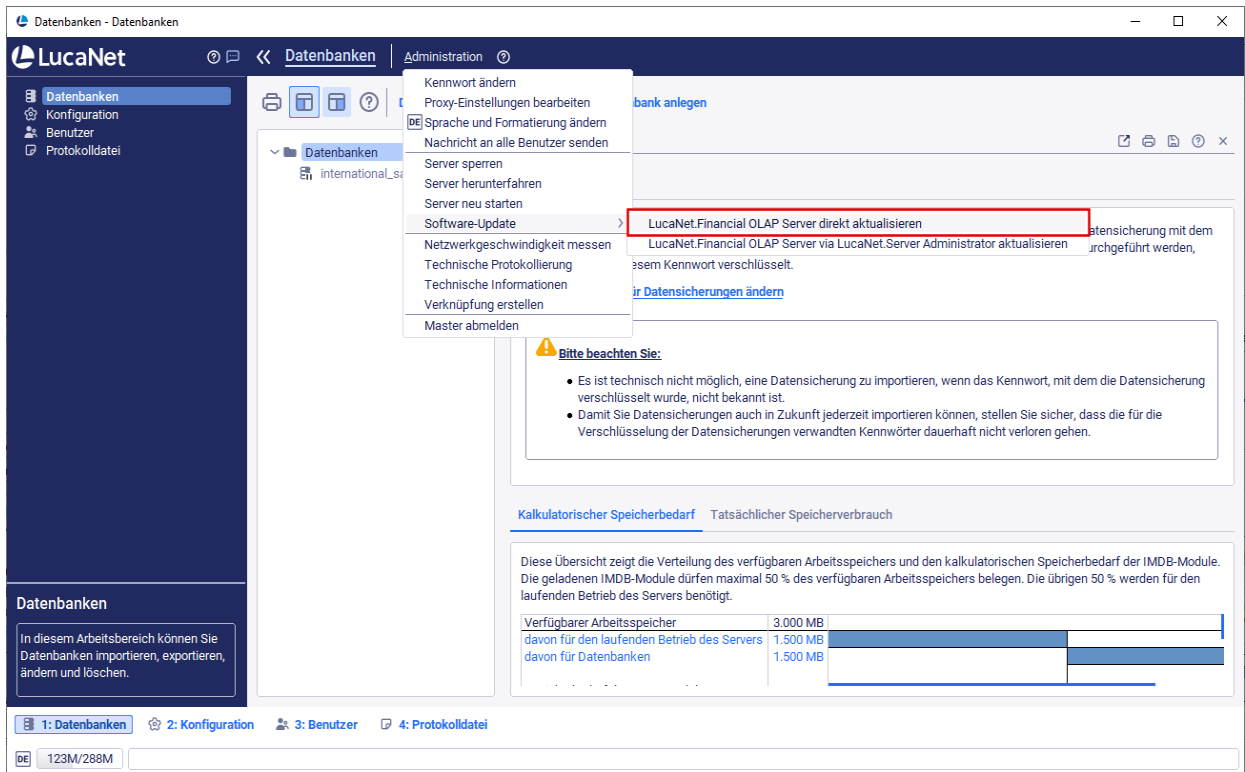 Datenbanken - Datenbanken
LucaNet
Datenbanken
Administration
Datenbanken
Konfiguration
Benutzer
Protokolldatei
Kennwort ändern
Proxy-Einstellungen bearbeiten
DE Sprache und Formatierung ändern
Nachricht an alle Benutzer senden
Server sperren
Server herunterfahren
Server neu starten
Software-Update
Netzwerkgeschwindigkeit messen
Technische Protokollierung
Technische Informationen
Verknüpfung erstellen
Master abmelden
LucaNet.Financial OLAP Server direkt aktualisieren
LucaNet.Financial OLAP Server via LucaNet.Server Administrator aktualisieren
bank anlegen
Datenbanken
international_sa
atensicherung mit dem
urchgeführt werden,
esem Kennwort verschlüsselt.
ür Datensicherungen ändern
Bitte beachten Sie:
Es ist technisch nicht möglich, eine Datensicherung zu importieren, wenn das Kennwort, mit dem die Datensicherung
verschlüsselt wurde, nicht bekannt ist.
Damit Sie Datensicherungen auch in Zukunft jederzeit importieren können, stellen Sie sicher, dass die für die
Verschlüsselung der Datensicherungen verwandten Kennwörter dauerhaft nicht verloren gehen.
Kalkulatorischer Speicherbedarf Tatsächlicher Speicherverbrauch
Diese Übersicht zeigt die Verteilung des verfügbaren Arbeitsspeichers und den kalkulatorischen Speicherbedarf der IMDB-Module.
Die geladenen IMDB-Module dürfen maximal 50 % des verfügbaren Arbeitsspeichers belegen. Die übrigen 50 % werden für den
laufenden Betrieb des Servers benötigt.
Verfügbarer Arbeitsspeicher 3.000 MB
davon für den laufenden Betrieb des Servers 1.500 MB
davon für Datenbanken 1.500 MB
Datenbanken
In diesem Arbeitsbereich können Sie
Datenbanken importieren, exportieren,
ändern und löschen.
1: Datenbanken 2: Konfiguration 3: Benutzer 4: Protokolldatei
DE 123M/288M